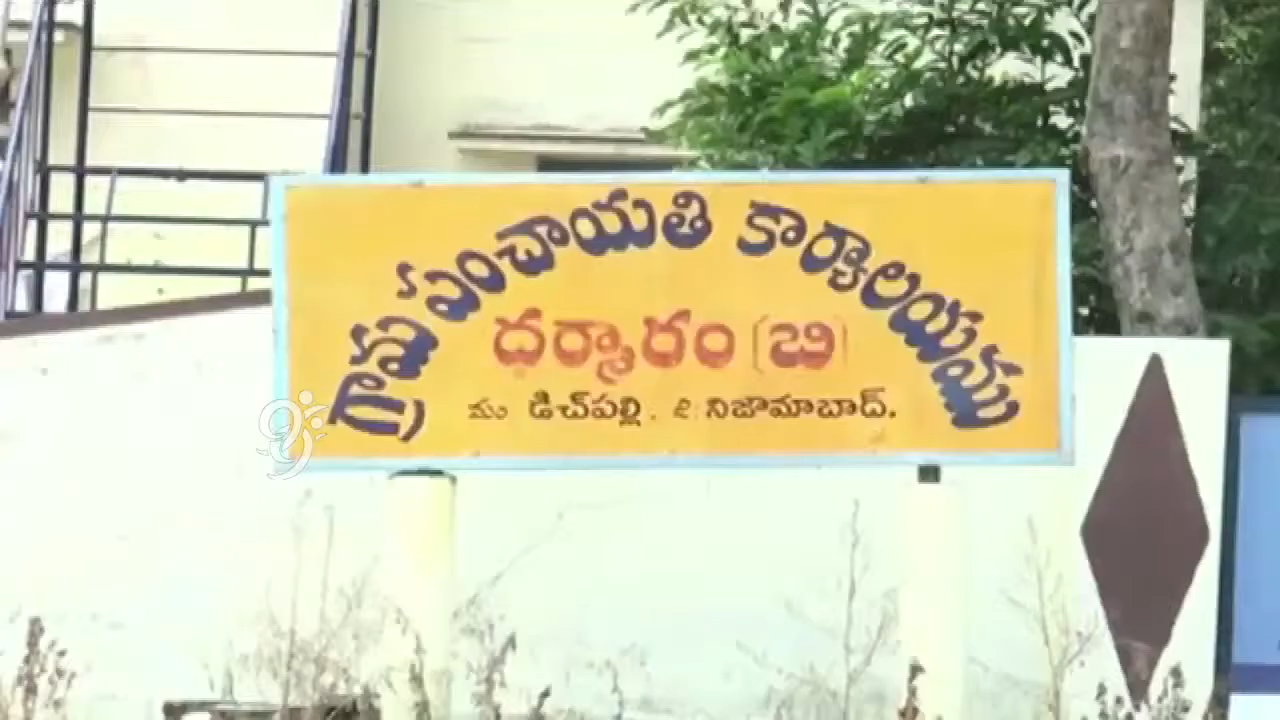 గ్రామ పంచాయతి కార్యాలయము
ధర్మారం (బి)
మం డిచ్‌పల్లి. జి: నిజామాబాద్.